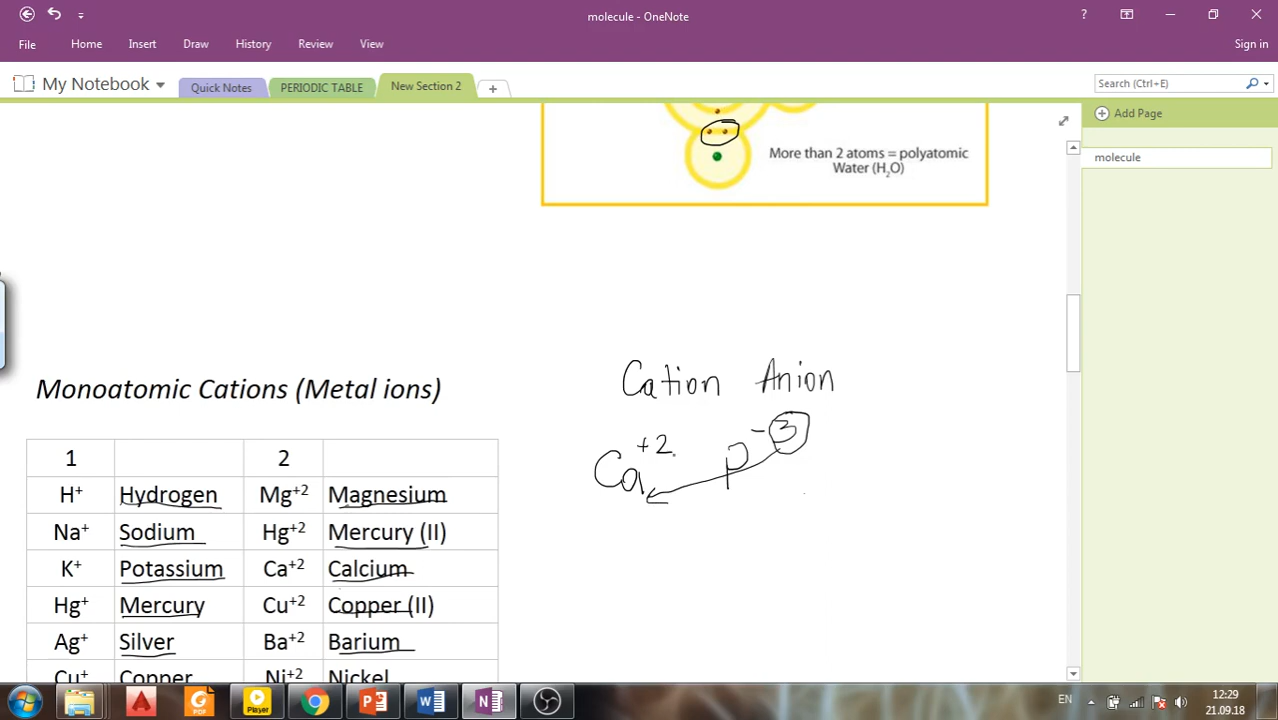 molecule - OneNote
?
File Home Insert Draw History Review View
Sign in
My Notebook Quick Notes PERIODIC TABLE New Section 2 +
Search (Ctrl+E)
Add Page
molecule
More than 2 atoms = polyatomic
Water (H₂O)
Monoatomic Cations (Metal ions)
1 2
H⁺ Hydrogen Mg⁺² Magnesium
Na⁺ Sodium Hg⁺² Mercury (II)
K⁺ Potassium Ca⁺² Calcium
Hg⁺ Mercury Cu⁺² Copper (II)
Ag⁺ Silver Ba⁺² Barium
Cu⁺ Copper Ni⁺² Nickel
Cation Anion
Ca⁺² P⁻³
PDF
Player
EN
12:29
21.09.18